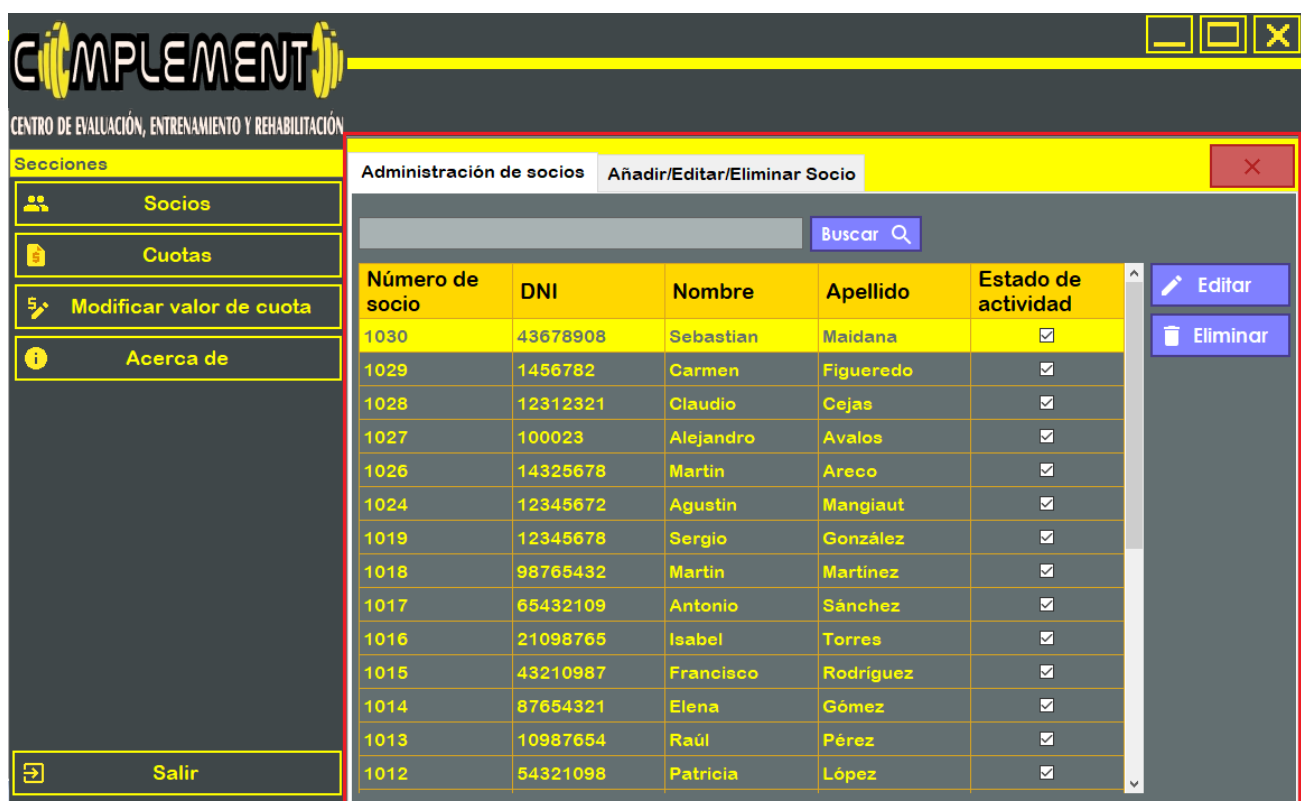 COMPLEMENTO
CENTRO DE EVALUACIÓN, ENTRENAMIENTO Y REHABILITACIÓN
Secciones
Socios
Cuotas
Modificar valor de cuota
Acerca de
Salir
Administración de socios Añadir/Editar/Eliminar Socio
Buscar
Número de socio DNI Nombre Apellido Estado de actividad
1030 43678908 Sebastian Maidana
1029 1456782 Carmen Figueredo
1028 12312321 Claudio Cejas
1027 100023 Alejandro Avalos
1026 14325678 Martin Areco
1024 12345672 Agustin Mangiaut
1019 12345678 Sergio González
1018 98765432 Martin Martínez
1017 65432109 Antonio Sánchez
1016 21098765 Isabel Torres
1015 43210987 Francisco Rodríguez
1014 87654321 Elena Gómez
1013 10987654 Raúl Pérez
1012 54321098 Patricia López
Editar
Eliminar